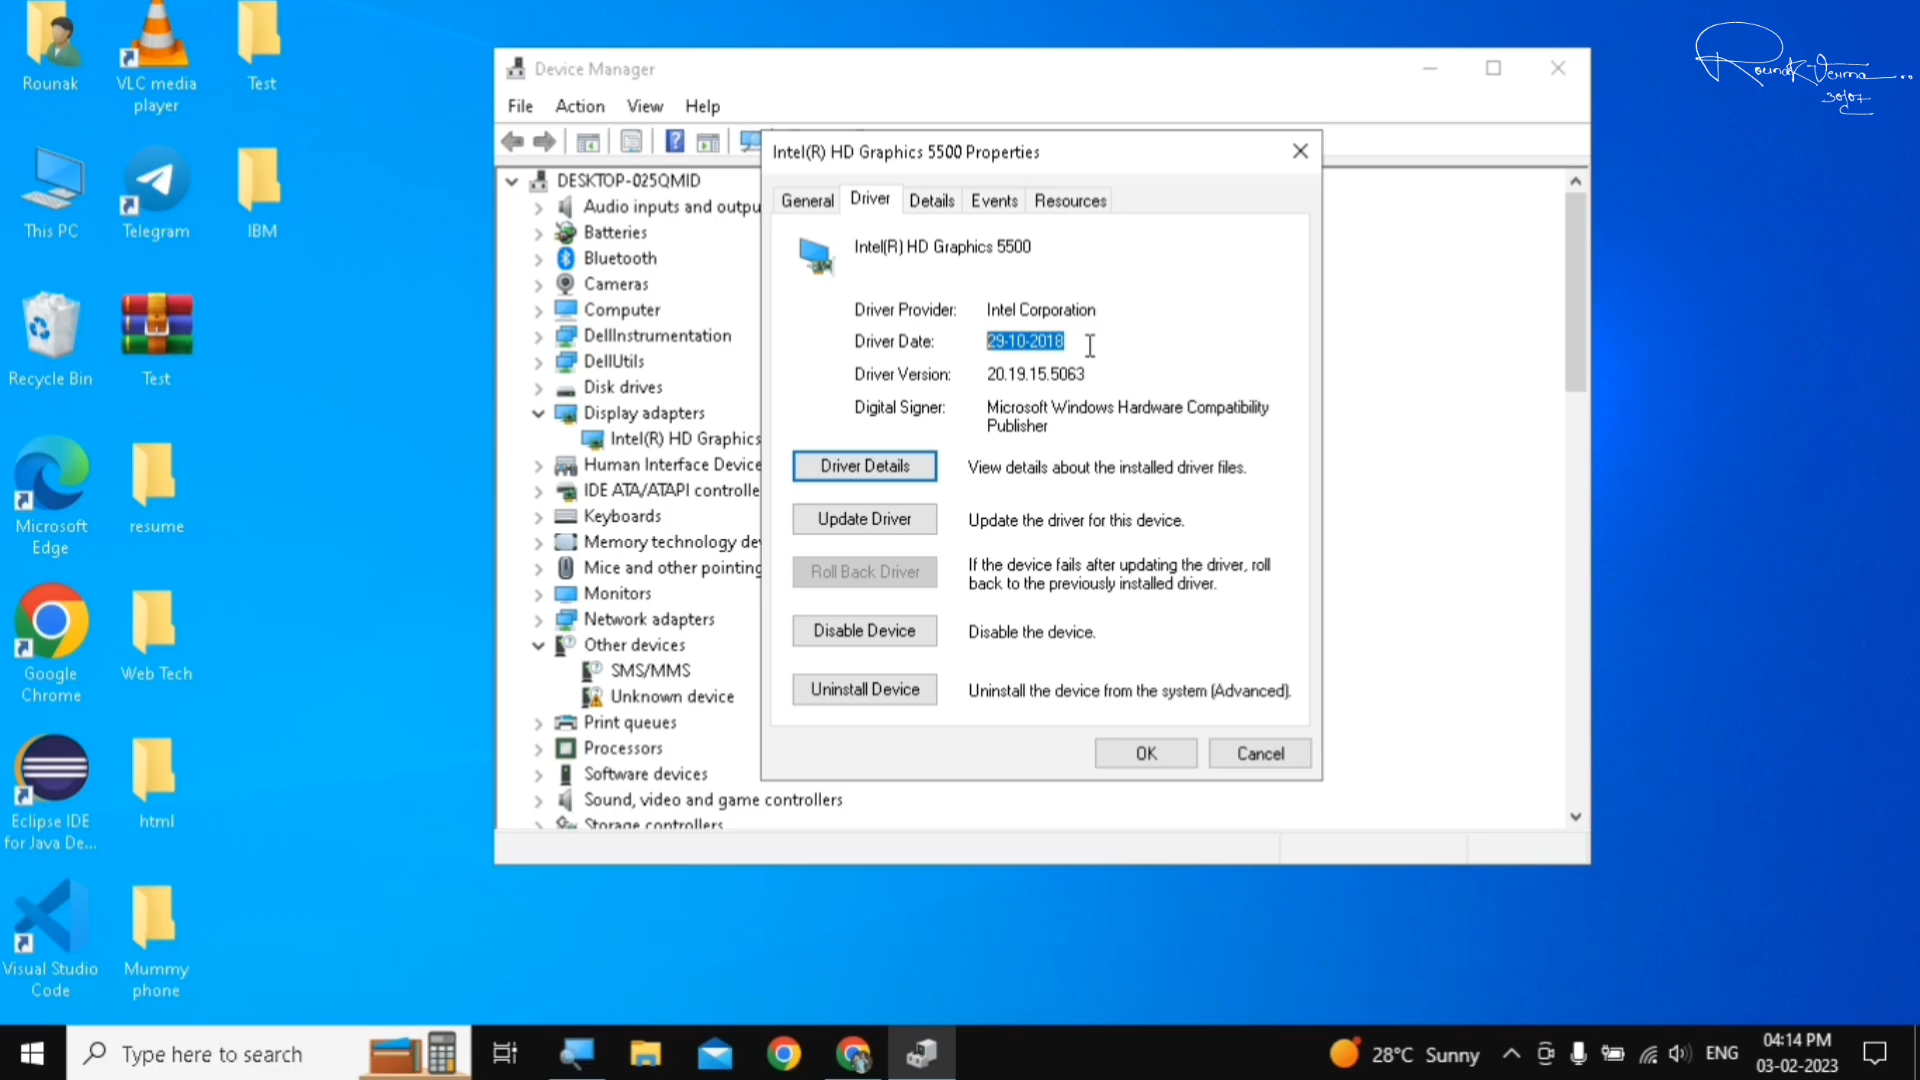 Rounak
VLC media
player
Test
This PC
Telegram
IBM
Recycle Bin
Test
Microsoft
Edge
resume
Google
Chrome
Web Tech
Eclipse IDE
for Java De...
html
Visual Studio
Code
Mummy
phone
Device Manager
File Action View Help
DESKTOP-025QMID
Audio inputs and outpu
Batteries
Bluetooth
Cameras
Computer
DellInstrumentation
DellUtils
Disk drives
Display adapters
Intel(R) HD Graphics
Human Interface Device
IDE ATA/ATAPI controlle
Keyboards
Memory technology de
Mice and other pointing
Monitors
Network adapters
Other devices
SMS/MMS
Unknown device
Print queues
Processors
Software devices
Sound, video and game controllers
Storage controllers
Intel(R) HD Graphics 5500 Properties
General Driver Details Events Resources
Intel(R) HD Graphics 5500
Driver Provider: Intel Corporation
Driver Date: 29-10-2018
Driver Version: 20.19.15.5063
Digital Signer: Microsoft Windows Hardware Compatibility
Publisher
Driver Details View details about the installed driver files.
Update Driver Update the driver for this device.
Roll Back Driver If the device fails after updating the driver, roll
back to the previously installed driver.
Disable Device Disable the device.
Uninstall Device Uninstall the device from the system (Advanced).
OK Cancel
Rounak Verma
30/07
Type here to search
28°C Sunny
ENG
04:14 PM
03-02-2023